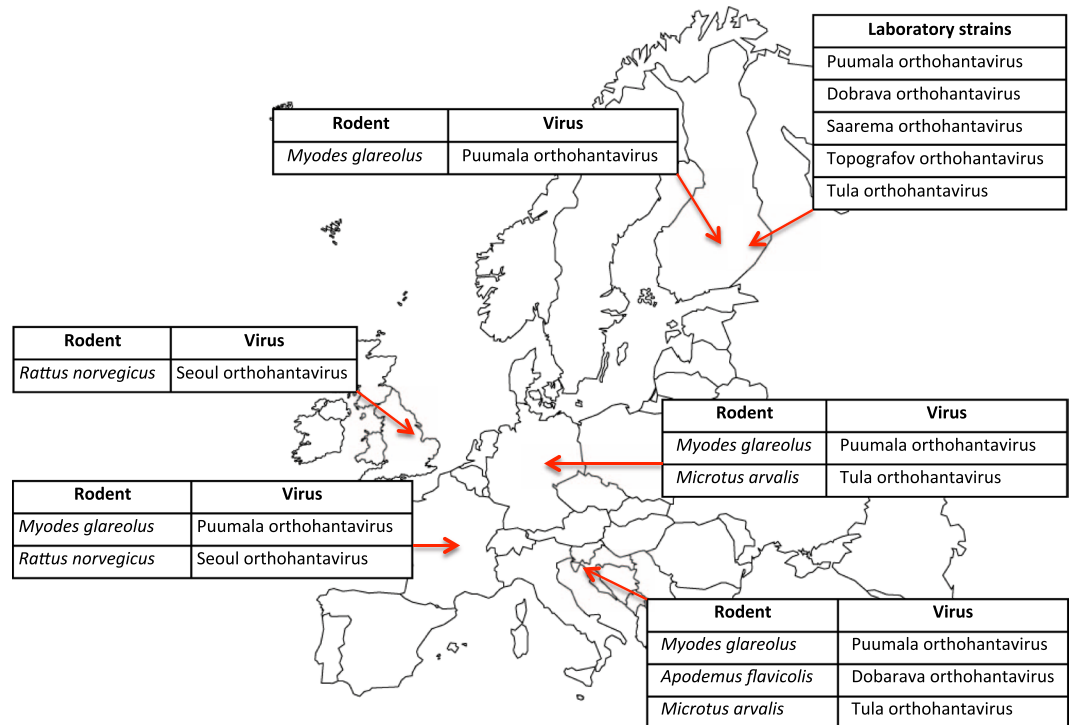 Laboratory strains
Puumala orthohantavirus
Dobrava orthohantavirus
Saarema orthohantavirus
Topografov orthohantavirus
Tula orthohantavirus
Rodent Virus
Myodes glareolus Puumala orthohantavirus
Rodent Virus
Rattus norvegicus Seoul orthohantavirus
Rodent Virus
Myodes glareolus Puumala orthohantavirus
Microtus arvalis Tula orthohantavirus
Rodent Virus
Myodes glareolus Puumala orthohantavirus
Rattus norvegicus Seoul orthohantavirus
Rodent Virus
Myodes glareolus Puumala orthohantavirus
Apodemus flavicolis Dobarava orthohantavirus
Microtus arvalis Tula orthohantavirus